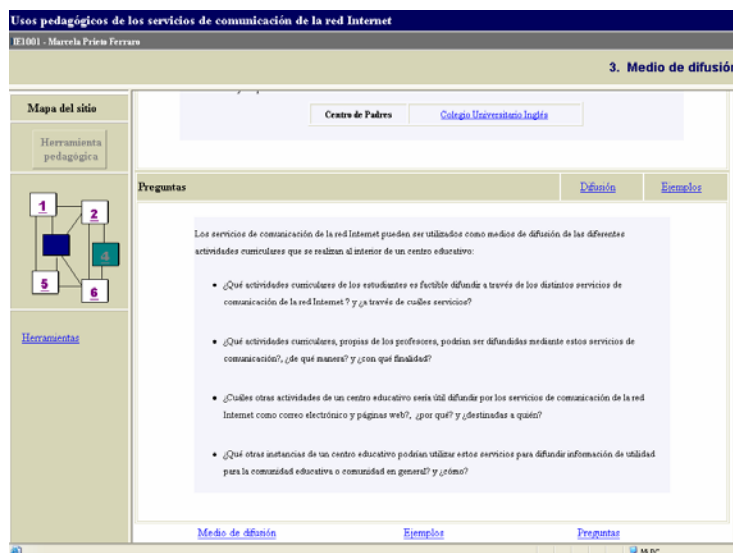 Usos pedagógicos de los servicios de comunicación de la red Internet
IE1001 - Marcela Prieto Ferraro
3. Medio de difusión
Mapa del sitio
Centro de Padres Colegio Universitario Inglés
Herramienta
pedagógica
Preguntas Difusión Ejemplos
1
2
4
5
6
Herramientas
Los servicios de comunicación de la red Internet pueden ser utilizados como medios de difusión de las diferentes
actividades curriculares que se realizan al interior de un centro educativo:
• ¿Qué actividades curriculares de los estudiantes es factible difundir a través de los distintos servicios de
comunicación de la red Internet ? y ¿a través de cuáles servicios?
• ¿Qué actividades curriculares, propias de los profesores, podrían ser difundidas mediante estos servicios de
comunicación?, ¿de qué manera? y ¿con qué finalidad?
• ¿Cuáles otras actividades de un centro educativo sería útil difundir por los servicios de comunicación de la red
Internet como correo electrónico y páginas web?, ¿por qué? y ¿destinadas a quién?
• ¿Qué otras instancias de un centro educativo podrían utilizar estos servicios para difundir información de utilidad
para la comunidad educativa o comunidad en general? y ¿cómo?
Medio de difusión Ejemplos Preguntas
Mi PC